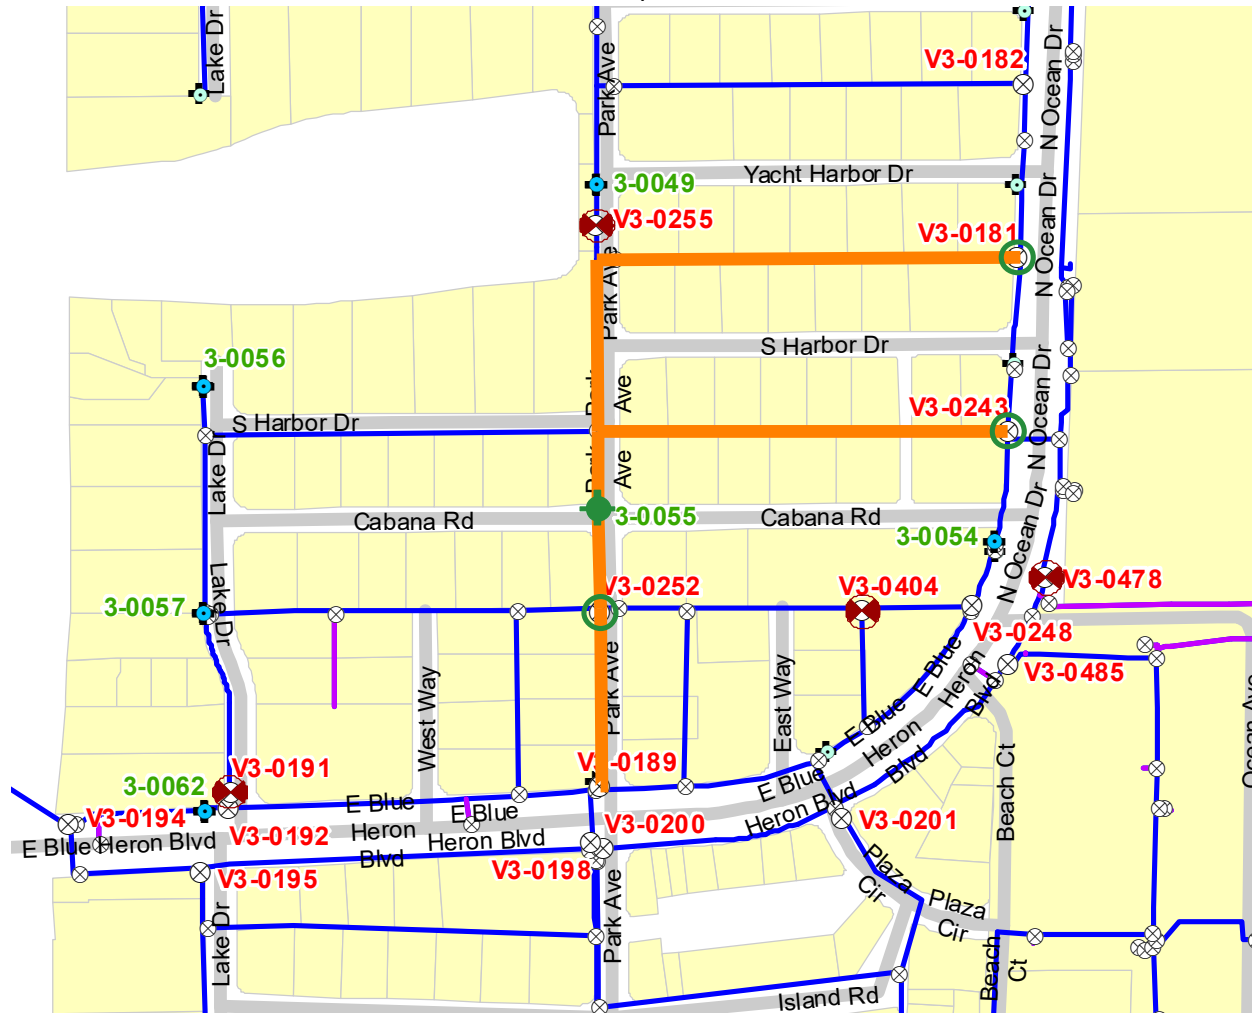 Lake Dr
Park Ave
N Ocean Dr
V3-0182
Yacht Harbor Dr
3-0049
V3-0255
V3-0181
N Ocean Dr
Park Ave
S Harbor Dr
3-0056
Ave
N Ocean Dr
V3-0243
S Harbor Dr
Lake Dr
Ave
3-0055
Cabana Rd
Cabana Rd
3-0054
N Ocean Dr
V3-0478
3-0057
Lake Dr
V3-0252
V3-0404
V3-0248
V3-0485
West Way
Park Ave
East Way
E Blue
Heron
Blvd
E Blue
Heron
Blvd
Beach Ct
Ocean Ave
V3-0191
3-0062
V3-0189
E Blue
Heron Blvd
V3-0194
V3-0192
E Blue
Heron
Blvd
E Blue
Heron Blvd
E Blue Heron Blvd
V3-0200
V3-0201
V3-0195
V3-0198
Plaza
Cir
Plaza
Cir
Lake Dr
Park Ave
Beach
Ct
Island Rd